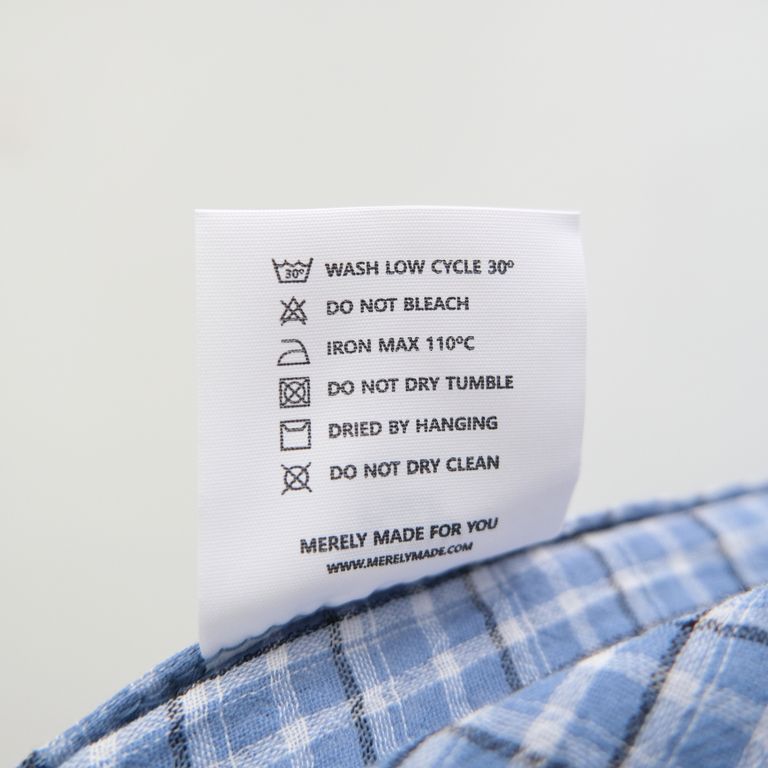 30º WASH LOW CYCLE 30º
DO NOT BLEACH
IRON MAX 110ºC
DO NOT DRY TUMBLE
DRIED BY HANGING
DO NOT DRY CLEAN
MERELY MADE FOR YOU
WWW.MERELYMADE.COM